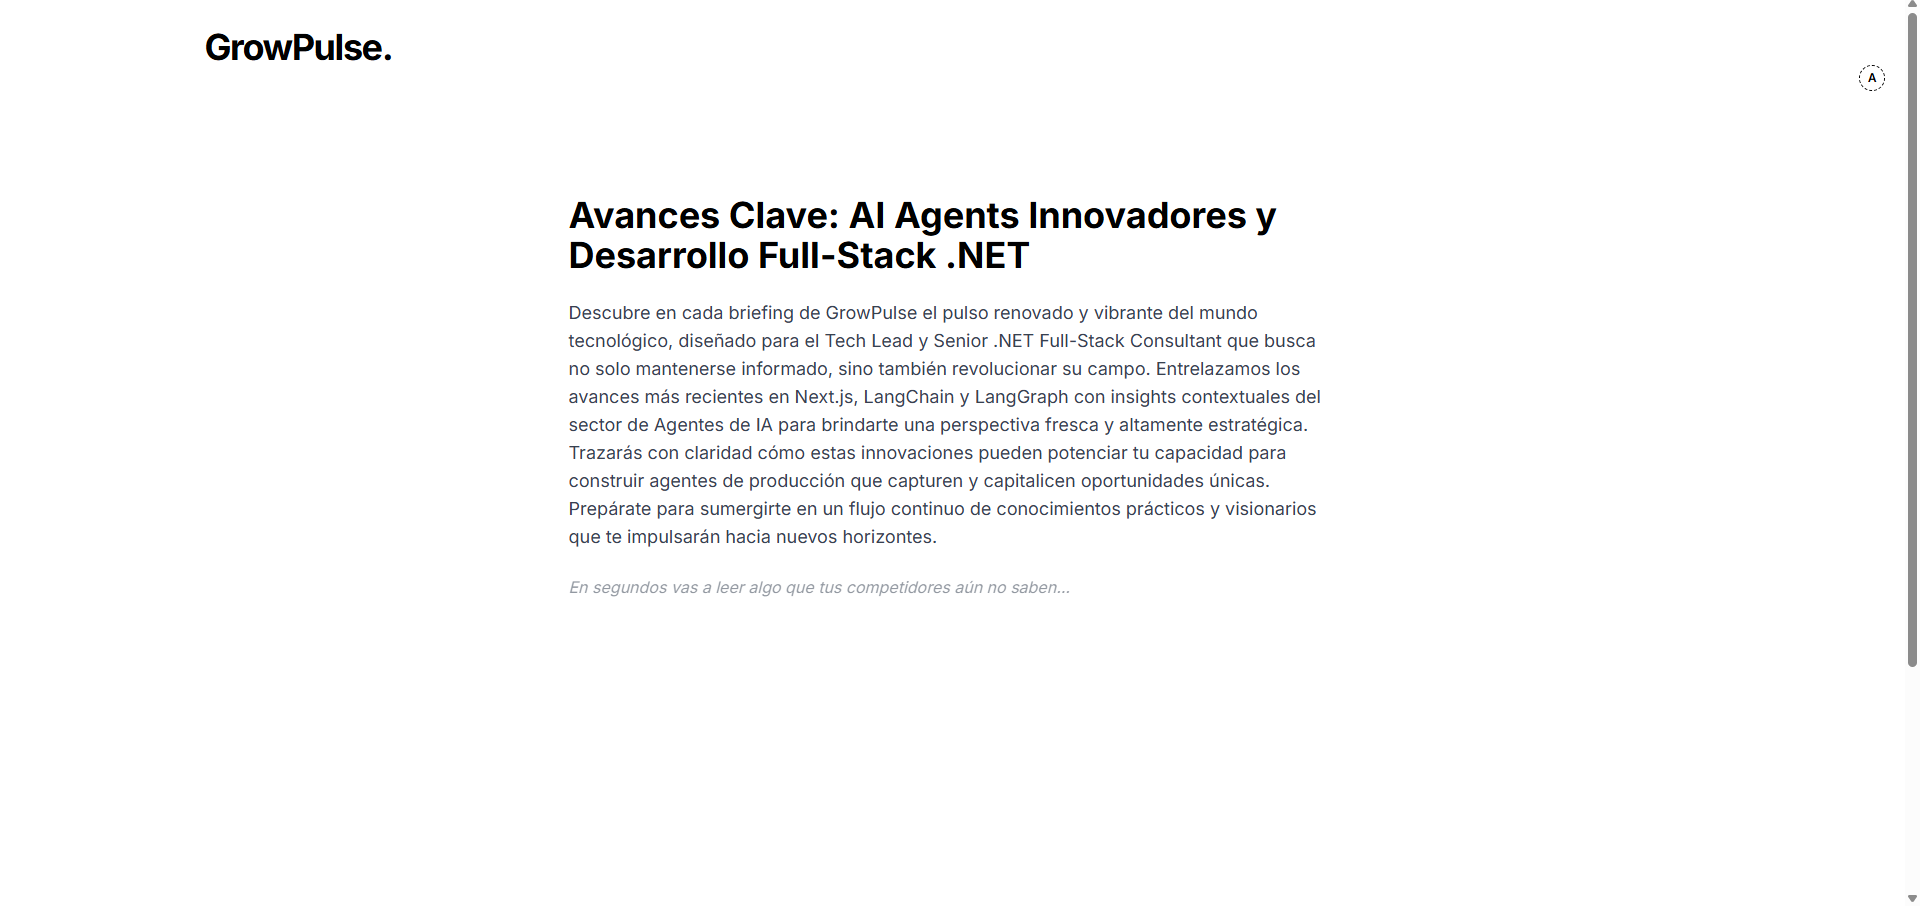 GrowPulse.
A
Avances Clave: AI Agents Innovadores y
Desarrollo Full-Stack .NET
Descubre en cada briefing de GrowPulse el pulso renovado y vibrante del mundo
tecnológico, diseñado para el Tech Lead y Senior .NET Full-Stack Consultant que busca
no solo mantenerse informado, sino también revolucionar su campo. Entrelazamos los
avances más recientes en Next.js, LangChain y LangGraph con insights contextuales del
sector de Agentes de IA para brindarte una perspectiva fresca y altamente estratégica.
Trazarás con claridad cómo estas innovaciones pueden potenciar tu capacidad para
construir agentes de producción que capturen y capitalicen oportunidades únicas.
Prepárate para sumergirte en un flujo continuo de conocimientos prácticos y visionarios
que te impulsarán hacia nuevos horizontes.
En segundos vas a leer algo que tus competidores aún no saben...